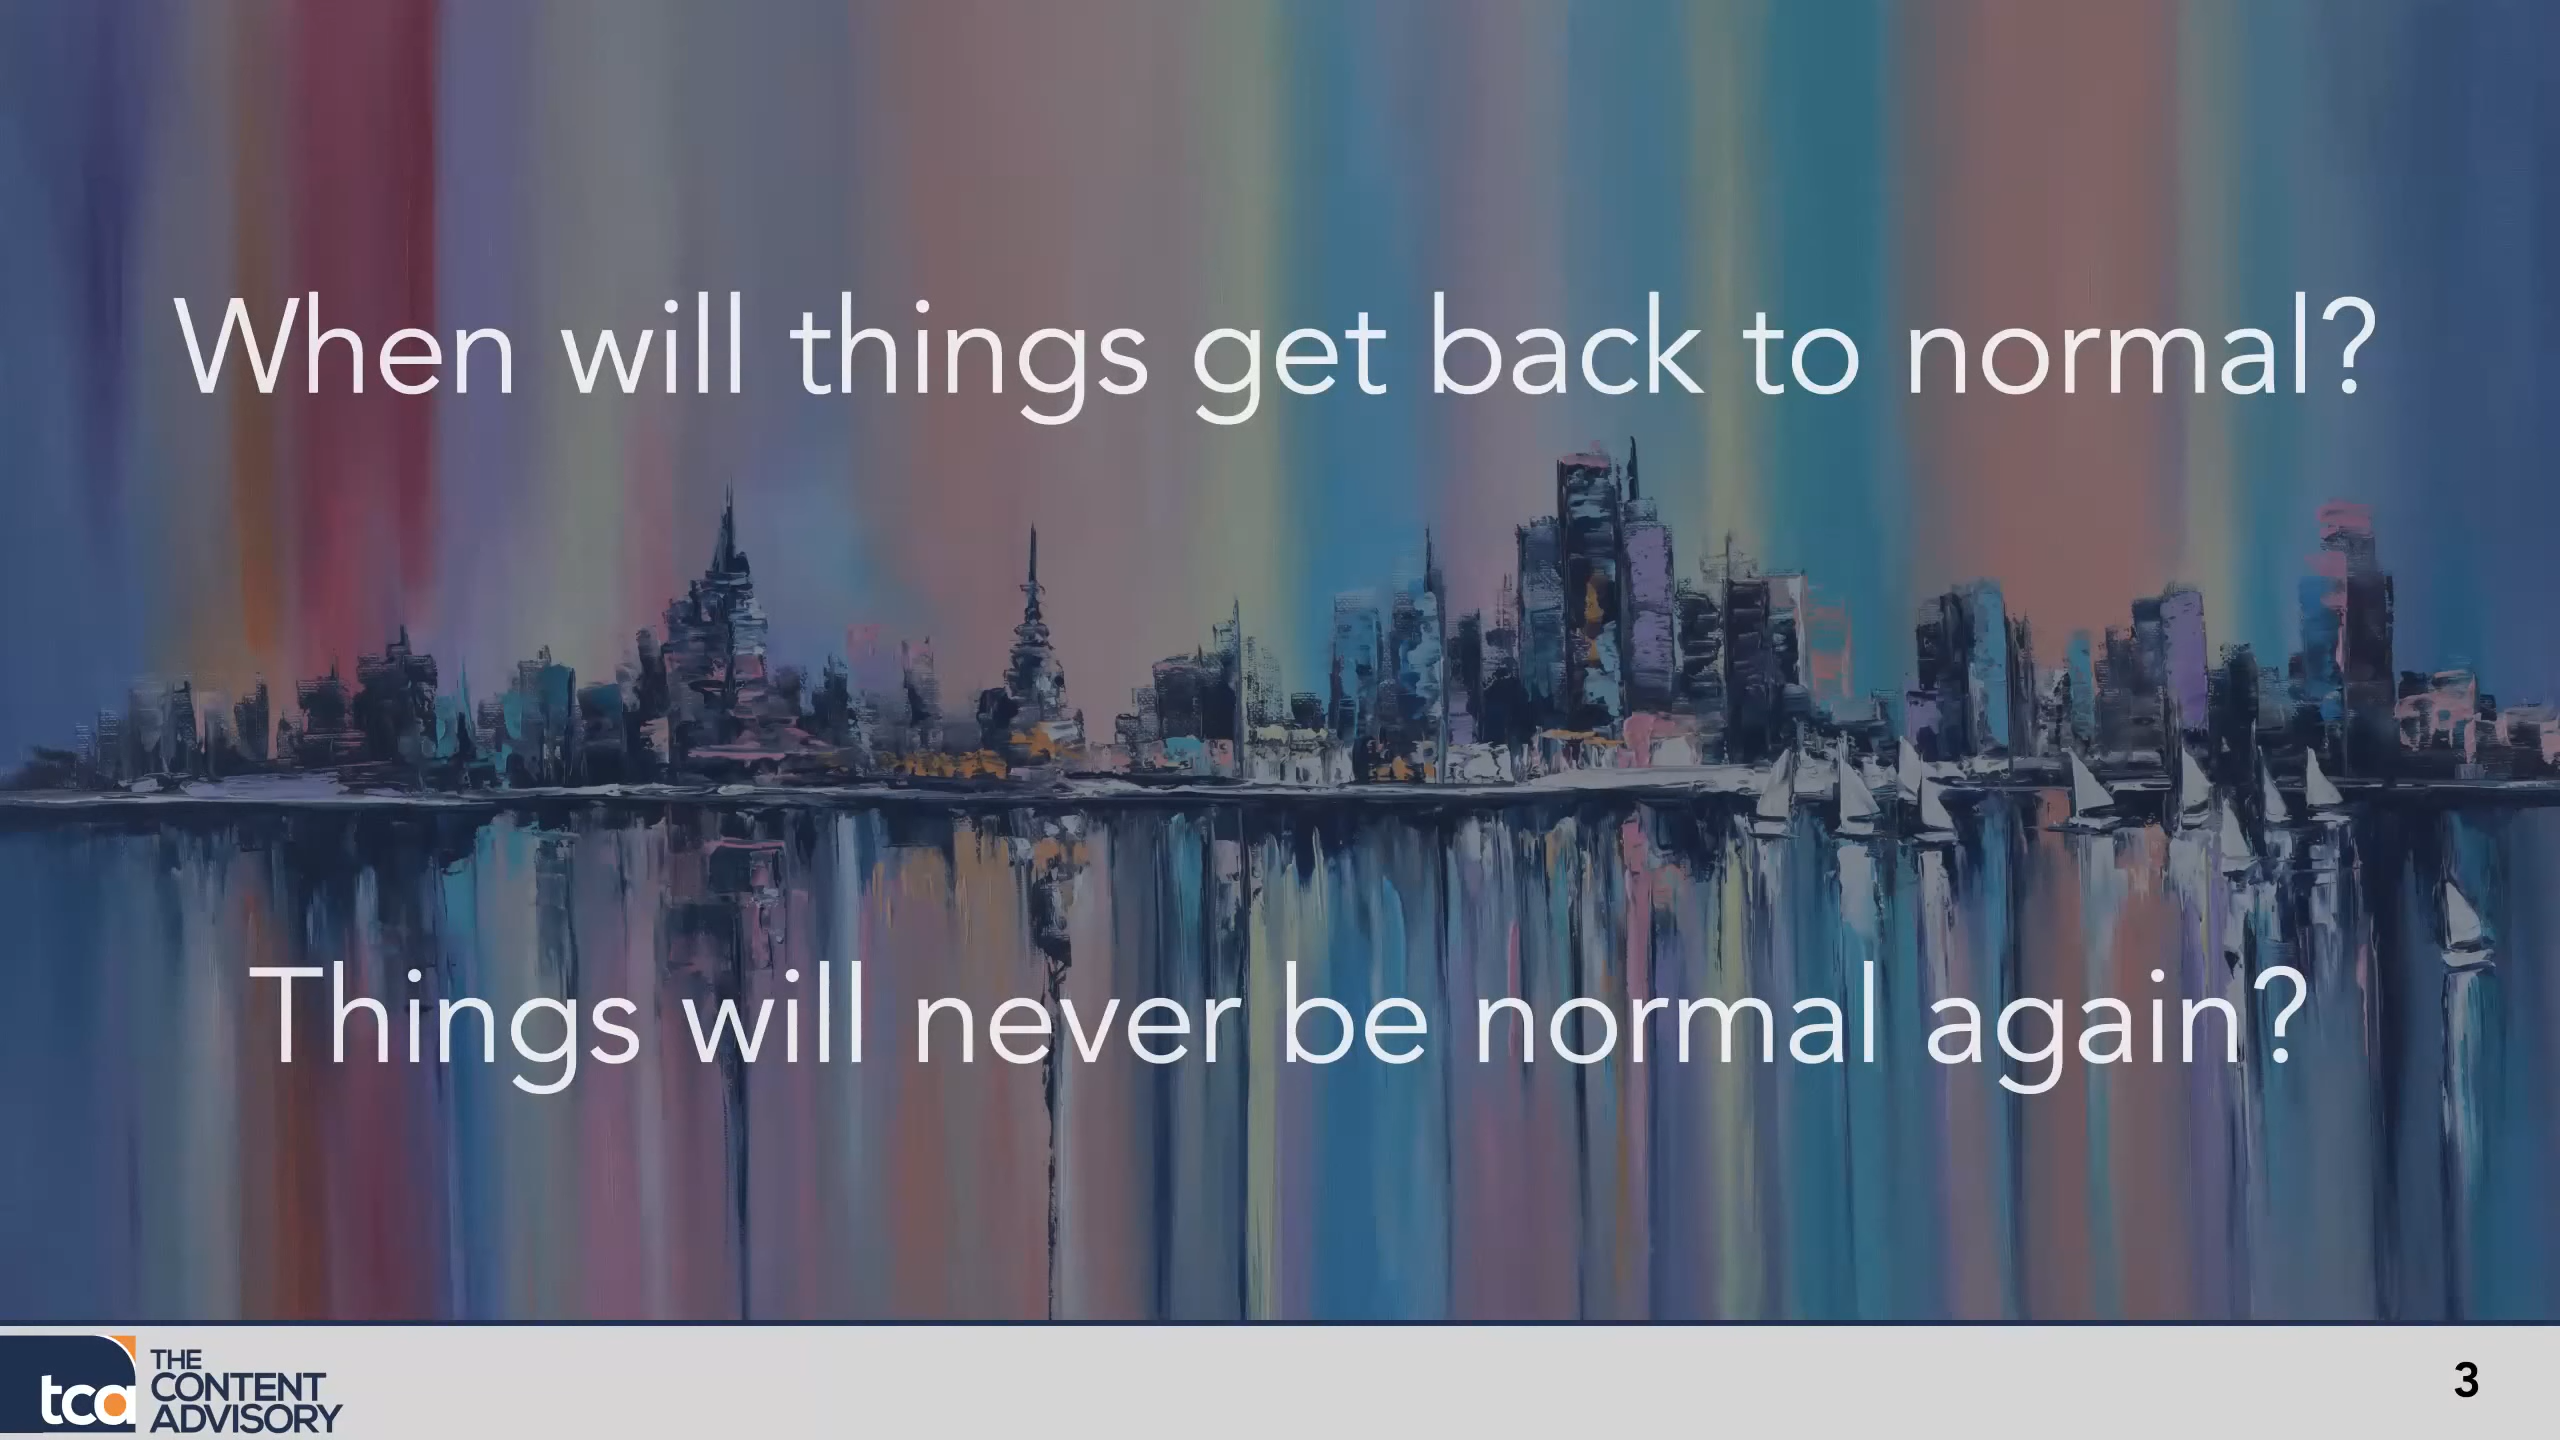 When will things get back to normal?
Things will never be normal again?
tca
THE
CONTENT
ADVISORY
3